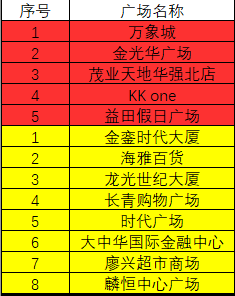 序号 广场名称
1 万象城
2 金光华广场
3 茂业天地华强北店
4 KK one
5 益田假日广场
1 金銮时代大厦
2 海雅百货
3 龙光世纪大厦
4 长青购物广场
5 时代广场
6 大中华国际金融中心
7 廖兴超市商场
8 麟恒中心广场